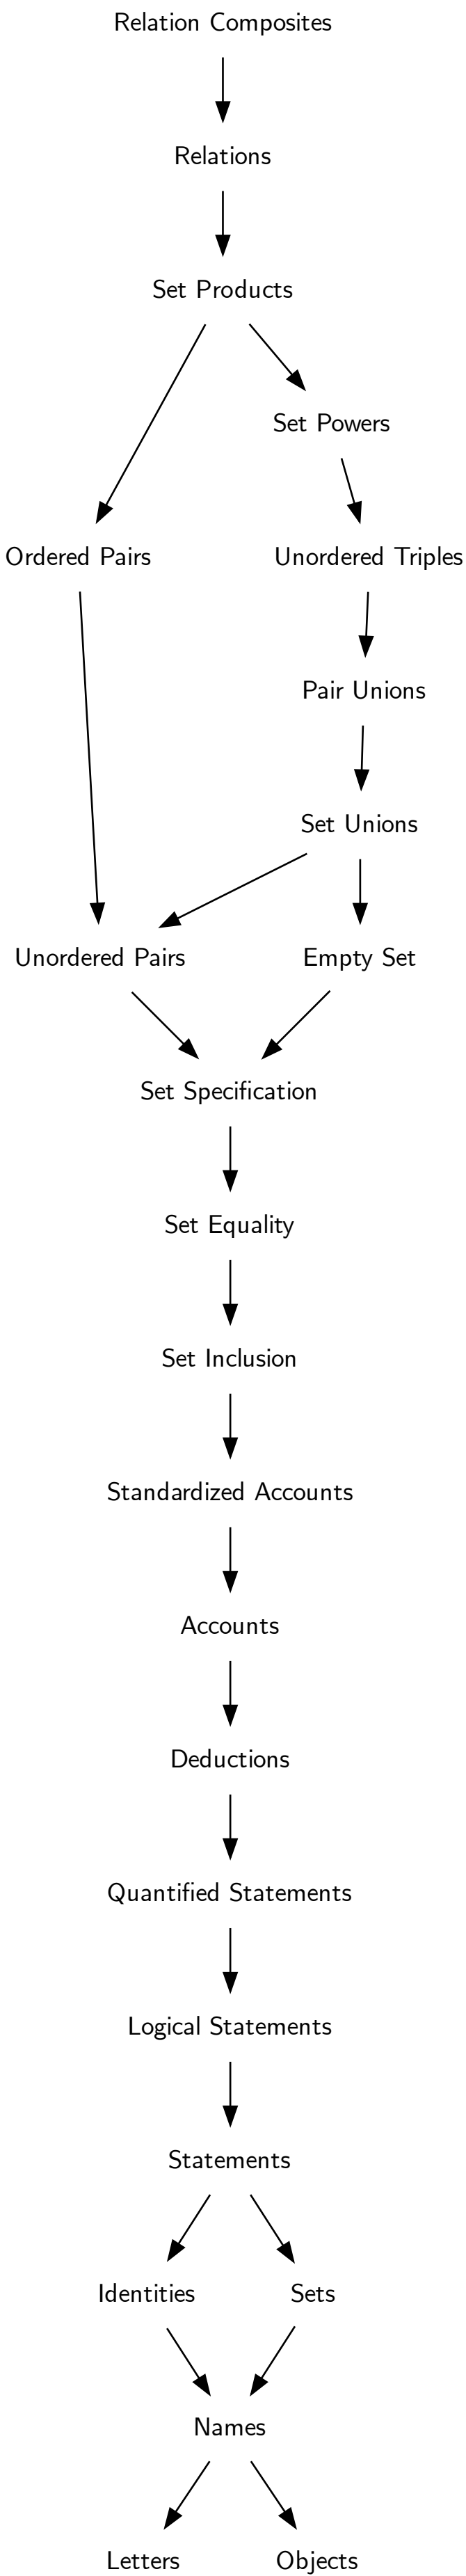 Relation Composites
Relations
Set Products
Set Powers
Ordered Pairs
Unordered Triples
Pair Unions
Set Unions
Unordered Pairs
Empty Set
Set Specification
Set Equality
Set Inclusion
Standardized Accounts
Accounts
Deductions
Quantified Statements
Logical Statements
Statements
Identities
Sets
Names
Letters
Objects